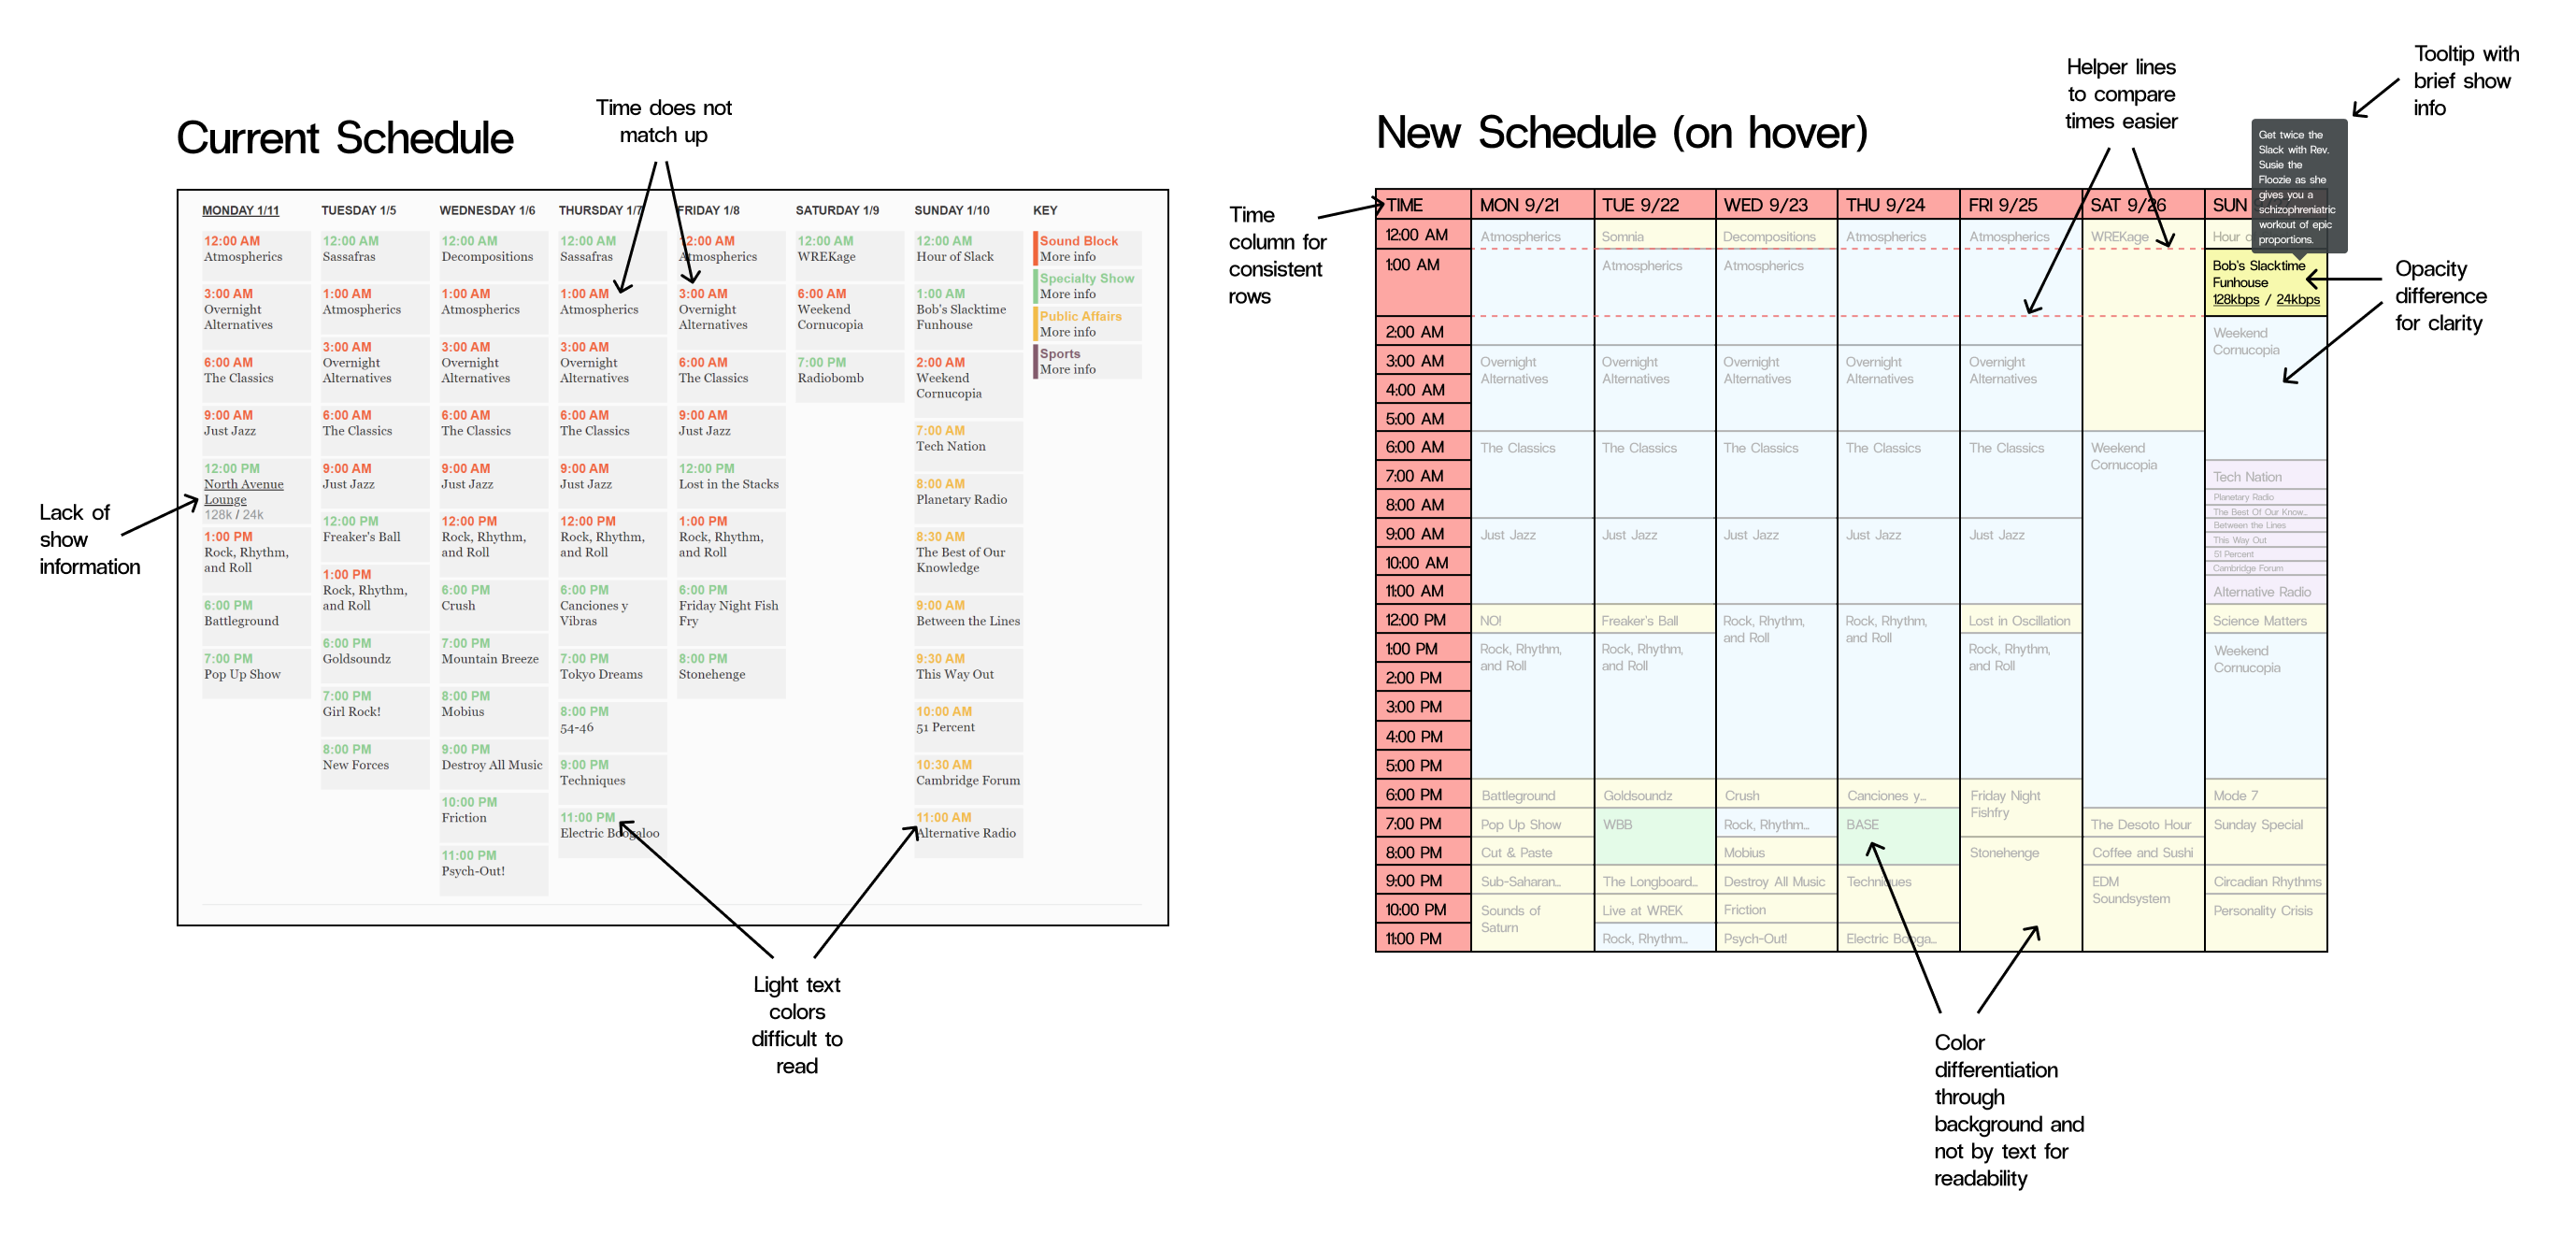 Current Schedule
Time does not
match up
MONDAY 1/11
12:00 AM
Atmospherics
3:00 AM
Overnight
Alternatives
6:00 AM
The Classics
9:00 AM
Just Jazz
12:00 PM
North Avenue
Lounge
128k / 24k
1:00 PM
Rock, Rhythm,
and Roll
6:00 PM
Battleground
7:00 PM
Pop Up Show
TUESDAY 1/5
12:00 AM
Sassafras
1:00 AM
Atmospherics
3:00 AM
Overnight
Alternatives
6:00 AM
The Classics
9:00 AM
Just Jazz
12:00 PM
Freaker's Ball
1:00 PM
Rock, Rhythm,
and Roll
6:00 PM
Goldsoundz
7:00 PM
Girl Rock!
8:00 PM
New Forces
WEDNESDAY 1/6
12:00 AM
Decompositions
1:00 AM
Atmospherics
3:00 AM
Overnight
Alternatives
6:00 AM
The Classics
9:00 AM
Just Jazz
12:00 PM
Rock, Rhythm,
and Roll
6:00 PM
Crush
7:00 PM
Mountain Breeze
8:00 PM
Mobius
9:00 PM
Destroy All Music
10:00 PM
Friction
11:00 PM
Psych-Out!
THURSDAY 1/7
12:00 AM
Sassafras
1:00 AM
Atmospherics
3:00 AM
Overnight
Alternatives
6:00 AM
The Classics
9:00 AM
Just Jazz
12:00 PM
Rock, Rhythm,
and Roll
6:00 PM
Canciones y
Vibras
7:00 PM
Tokyo Dreams
8:00 PM
54-46
9:00 PM
Techniques
11:00 PM
Electric Boogaloo
FRIDAY 1/8
12:00 AM
Atmospherics
3:00 AM
Overnight
Alternatives
6:00 AM
The Classics
9:00 AM
Just Jazz
12:00 PM
Lost in the Stacks
1:00 PM
Rock, Rhythm,
and Roll
6:00 PM
Friday Night Fish
Fry
8:00 PM
Stonehenge
SATURDAY 1/9
12:00 AM
WREKage
6:00 AM
Weekend
Cornucopia
7:00 PM
Radiobomb
SUNDAY 1/10
12:00 AM
Hour of Slack
1:00 AM
Bob's Slacktime
Funhouse
2:00 AM
Weekend
Cornucopia
7:00 AM
Tech Nation
8:00 AM
Planetary Radio
8:30 AM
The Best of Our
Knowledge
9:00 AM
Between the Lines
9:30 AM
This Way Out
10:00 AM
51 Percent
10:30 AM
Cambridge Forum
11:00 AM
Alternative Radio
KEY
Sound Block
More info
Specialty Show
More info
Public Affairs
More info
Sports
More info
Lack of
show
information
Light text
colors
difficult to
read
New Schedule (on hover)
Helper lines
to compare
times easier
Tooltip with
brief show
info
Time
column for
consistent
rows
Get twice the
Slack with Rev.
Susie the
Floozie as she
gives you a
schizophreniatric
workout of epic
proportions.
TIME
12:00 AM
1:00 AM
2:00 AM
3:00 AM
4:00 AM
5:00 AM
6:00 AM
7:00 AM
8:00 AM
9:00 AM
10:00 AM
11:00 AM
12:00 PM
1:00 PM
2:00 PM
3:00 PM
4:00 PM
5:00 PM
6:00 PM
7:00 PM
8:00 PM
9:00 PM
10:00 PM
11:00 PM
MON 9/21
Atmospherics
Overnight
Alternatives
The Classics
Just Jazz
NO!
Rock, Rhythm,
and Roll
Battleground
Pop Up Show
Cut & Paste
Sub-Saharan...
Sounds of
Saturn
TUE 9/22
Somnia
Atmospherics
Overnight
Alternatives
The Classics
Just Jazz
Freaker's Ball
Rock, Rhythm,
and Roll
Goldsoundz
WBB
The Longboard...
Live at WREK
Rock, Rhythm...
WED 9/23
Decompositions
Atmospherics
Overnight
Alternatives
The Classics
Just Jazz
Rock, Rhythm,
and Roll
Crush
Rock, Rhythm...
Mobius
Destroy All Music
Friction
Psych-Out!
THU 9/24
Atmospherics
Overnight
Alternatives
The Classics
Just Jazz
Rock, Rhythm,
and Roll
Canciones y...
BASE
Techniques
Electric Booga...
FRI 9/25
Atmospherics
Overnight
Alternatives
The Classics
Just Jazz
Lost in Oscillation
Rock, Rhythm,
and Roll
Friday Night
Fishfry
Stonehenge
SAT 9/26
WREKage
Weekend
Cornucopia
The Desoto Hour
Coffee and Sushi
EDM
Soundsystem
SUN
Hour
Bob's Slacktime
Funhouse
128kbps / 24kbps
Weekend
Cornucopia
Tech Nation
Planetary Radio
The Best Of Our Know...
Between the Lines
This Way Out
51 Percent
Cambridge Forum
Alternative Radio
Science Matters
Weekend
Cornucopia
Mode 7
Sunday Special
Circadian Rhythms
Personality Crisis
Opacity
difference
for clarity
Color
differentiation
through
background and
not by text for
readability